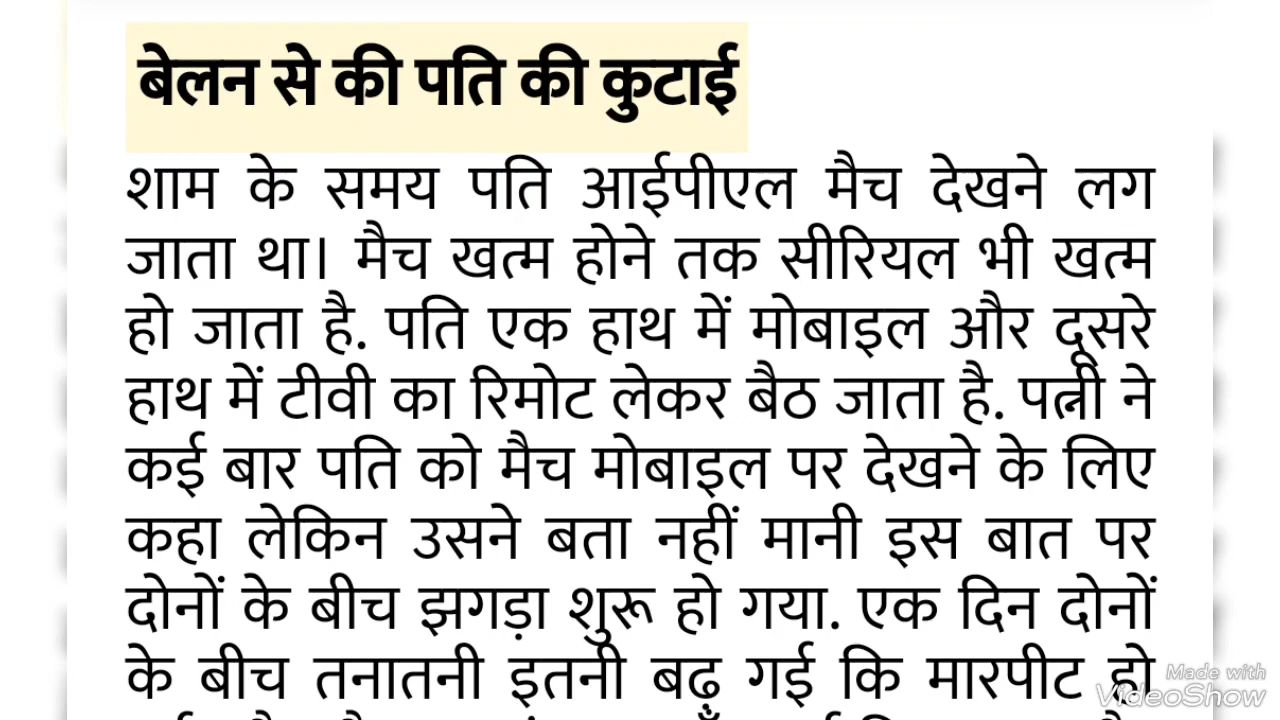 बेलन से की पति की कुटाई
शाम के समय पति आईपीएल मैच देखने लग
जाता था। मैच खत्म होने तक सीरियल भी खत्म
हो जाता है. पति एक हाथ में मोबाइल और दूसरे
हाथ में टीवी का रिमोट लेकर बैठ जाता है. पत्नी ने
कई बार पति को मैच मोबाइल पर देखने के लिए
कहा लेकिन उसने बता नहीं मानी इस बात पर
दोनों के बीच झगड़ा शुरू हो गया. एक दिन दोनों
के बीच तनातनी इतनी बढ़ गई कि मारपीट हो
Made with
VideoShow